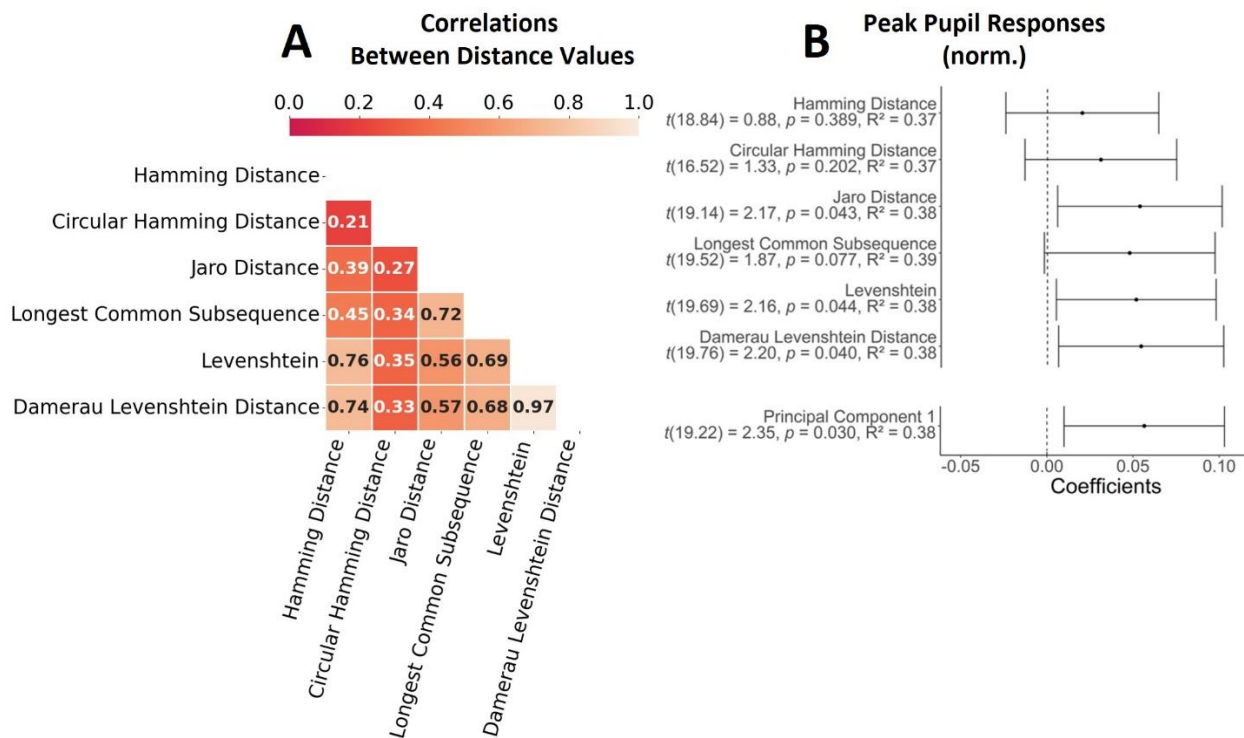 A
Correlations
Between Distance Values
0.0 0.2 0.4 0.6 0.8 1.0
Hamming Distance
Circular Hamming Distance 0.21
Jaro Distance 0.39 0.27
Longest Common Subsequence 0.45 0.34 0.72
Levenshtein 0.76 0.35 0.56 0.69
Damerau Levenshtein Distance 0.74 0.33 0.57 0.68 0.97
Hamming Distance
Circular Hamming Distance
Jaro Distance
Longest Common Subsequence
Levenshtein
Damerau Levenshtein Distance
B
Peak Pupil Responses
(norm.)
Hamming Distance
t(18.84) = 0.88, p = 0.389, R² = 0.37
Circular Hamming Distance
t(16.52) = 1.33, p = 0.202, R² = 0.37
Jaro Distance
t(19.14) = 2.17, p = 0.043, R² = 0.38
Longest Common Subsequence
t(19.52) = 1.87, p = 0.077, R² = 0.39
Levenshtein
t(19.69) = 2.16, p = 0.044, R² = 0.38
Damerau Levenshtein Distance
t(19.76) = 2.20, p = 0.040, R² = 0.38
Principal Component 1
t(19.22) = 2.35, p = 0.030, R² = 0.38
-0.05 0.00 0.05 0.10
Coefficients